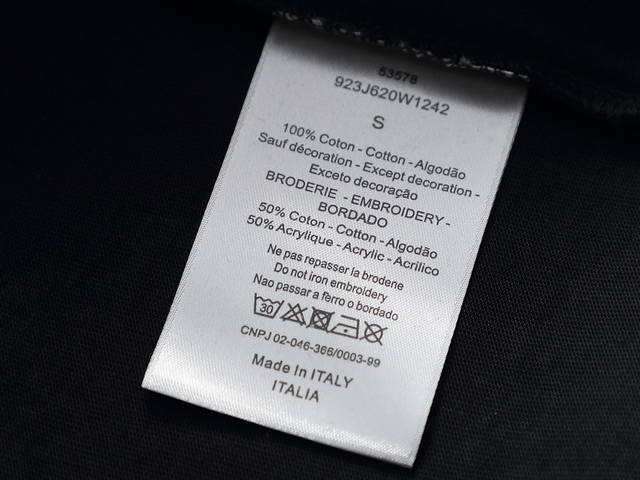 53578
923J620W1242
S
100% Coton - Cotton - Algodão
Sauf décoration - Except decoration -
Exceto decoração
BRODERIE - EMBROIDERY -
BORDADO
50% Coton - Cotton - Algodão
50% Acrylique - Acrylic - Acrilico
Ne pas repasser la brodene
Do not iron embroidery
Nao passar a ferro o bordado
30
CNPJ 02-046-366/0003-99
Made In ITALY
ITALIA